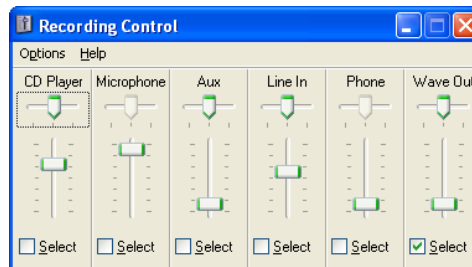 Recording Control
Options Help
CD Player Microphone Aux Line In Phone Wave Out
Select Select Select Select Select Select